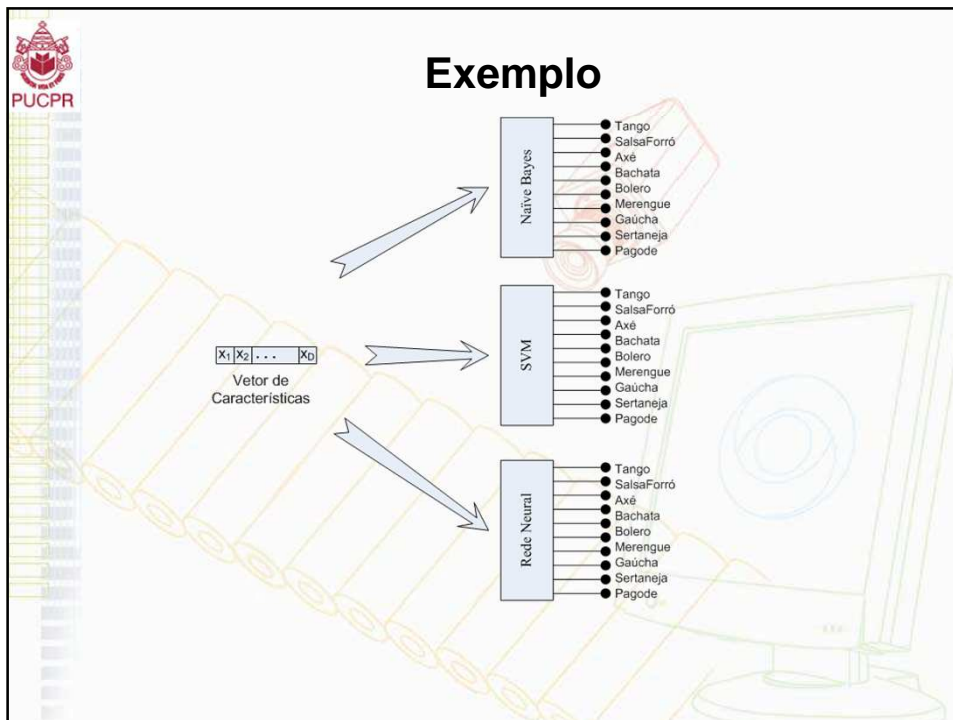 PUCPR
Exemplo
Naïve Bayes
Tango
SalsaForró
Axé
Bachata
Bolero
Merengue
Gaúcha
Sertaneja
Pagode
x1 x2 ... xD
Vetor de
Características
SVM
Tango
SalsaForró
Axé
Bachata
Bolero
Merengue
Gaúcha
Sertaneja
Pagode
Rede Neural
Tango
SalsaForró
Axé
Bachata
Bolero
Merengue
Gaúcha
Sertaneja
Pagode